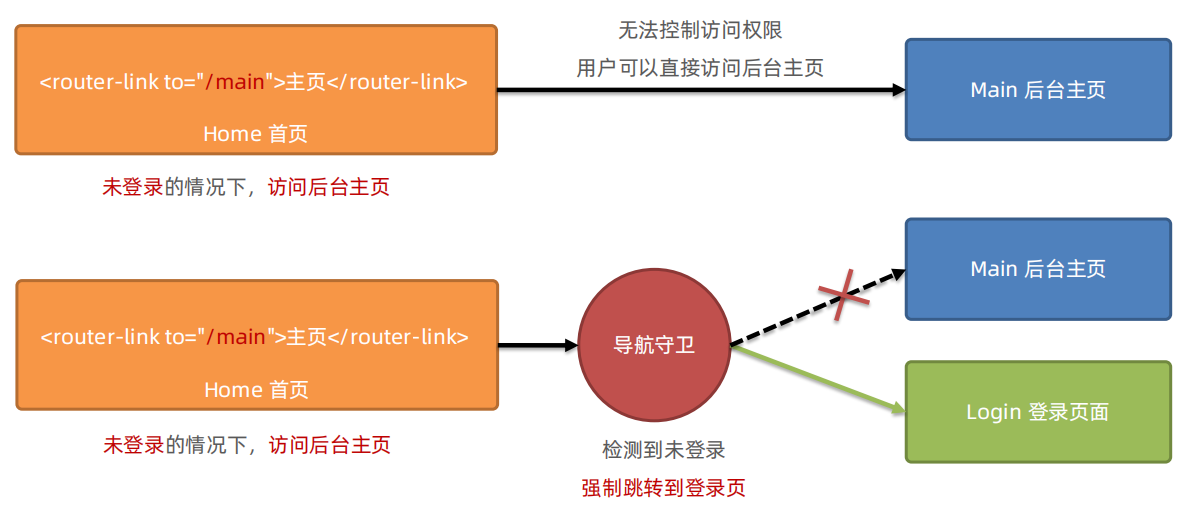 无法控制访问权限
用户可以直接访问后台主页
<router-link to="/main">主页</router-link>
Home 首页
Main 后台主页
未登录的情况下，访问后台主页
<router-link to="/main">主页</router-link>
Home 首页
未登录的情况下，访问后台主页
导航守卫
检测到未登录
强制跳转到登录页
Main 后台主页
Login 登录页面